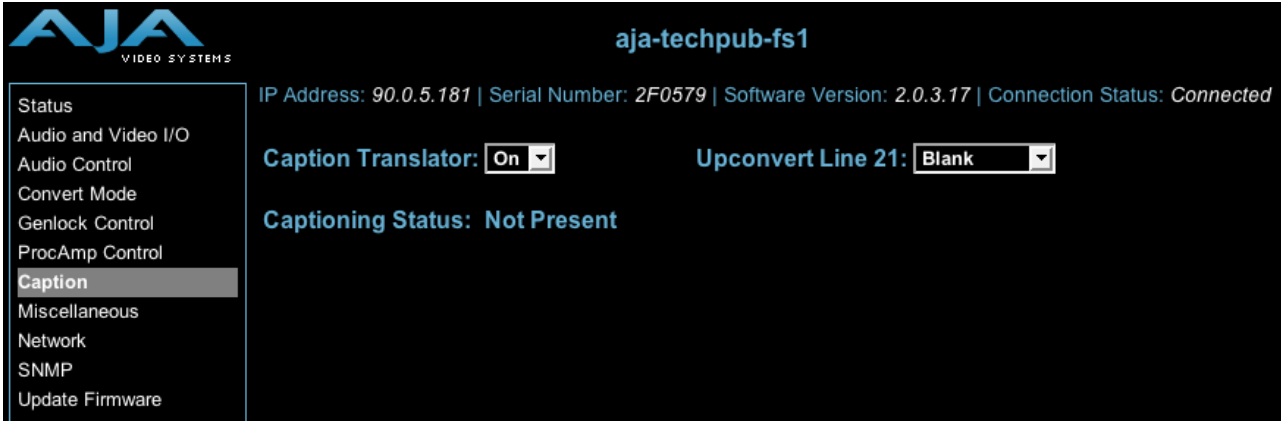 AJA
VIDEO SYSTEMS
aja-techpub-fs1
IP Address: 90.0.5.181 | Serial Number: 2F0579 | Software Version: 2.0.3.17 | Connection Status: Connected
Status
Audio and Video I/O
Audio Control
Convert Mode
Genlock Control
ProcAmp Control
Caption
Miscellaneous
Network
SNMP
Update Firmware
Caption Translator: On
Upconvert Line 21: Blank
Captioning Status: Not Present